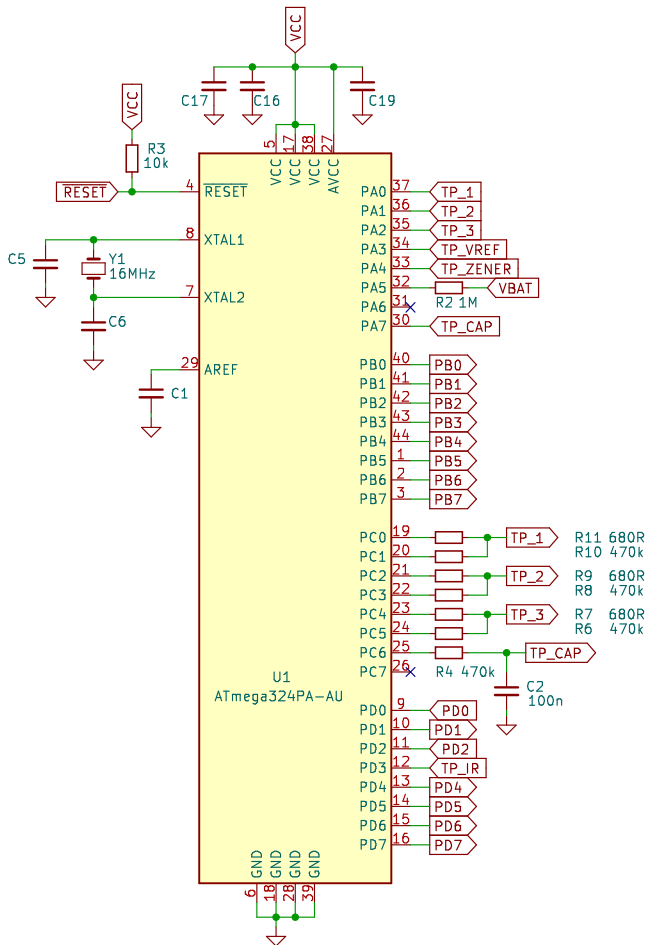 VCC
C17
C16
C19
VCC
R3
10k
5
17
38
27
VCC
VCC
VCC
AVCC
RESET
4
RESET
8
XTAL1
C5
Y1
16MHz
7
XTAL2
C6
29
AREF
C1
PA0 37 TP_1
PA1 36 TP_2
PA2 35 TP_3
PA3 34 TP_VREF
PA4 33 TP_ZENER
PA5 32 VBAT
R2 1M
PA6 31
PA7 30 TP_CAP
PB0 40 PB0
PB1 41 PB1
PB2 42 PB2
PB3 43 PB3
PB4 44 PB4
PB5 1 PB5
PB6 2 PB6
PB7 3 PB7
PC0 19 TP_1 R11 680R
PC1 20 R10 470k
PC2 21 TP_2 R9 680R
PC3 22 R8 470k
PC4 23 TP_3 R7 680R
PC5 24 R6 470k
PC6 25 TP_CAP
PC7 26 R4 470k
C2
100n
U1
ATmega324PA-AU
PD0 9 PD0
PD1 10 PD1
PD2 11 PD2
PD3 12 TP_IR
PD4 13 PD4
PD5 14 PD5
PD6 15 PD6
PD7 16 PD7
GND
GND
GND
GND
6
18
28
39